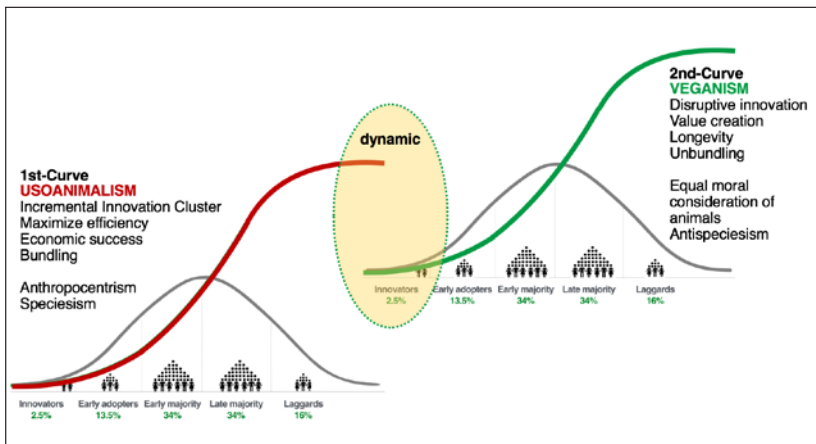 2nd-Curve
VEGANISM
Disruptive innovation
Value creation
Longevity
Unbundling
Equal moral
consideration of
animals
Antispeciesism
dynamic
1st-Curve
USOANIMALISM
Incremental Innovation Cluster
Maximize efficiency
Economic success
Bundling
Anthropocentrism
Speciesism
Innovators Early adopters Early majority Late majority Laggards
2.5% 13.5% 34% 34% 16%
Innovators Early adopters Early majority Late majority Laggards
2.5% 13.5% 34% 34% 16%